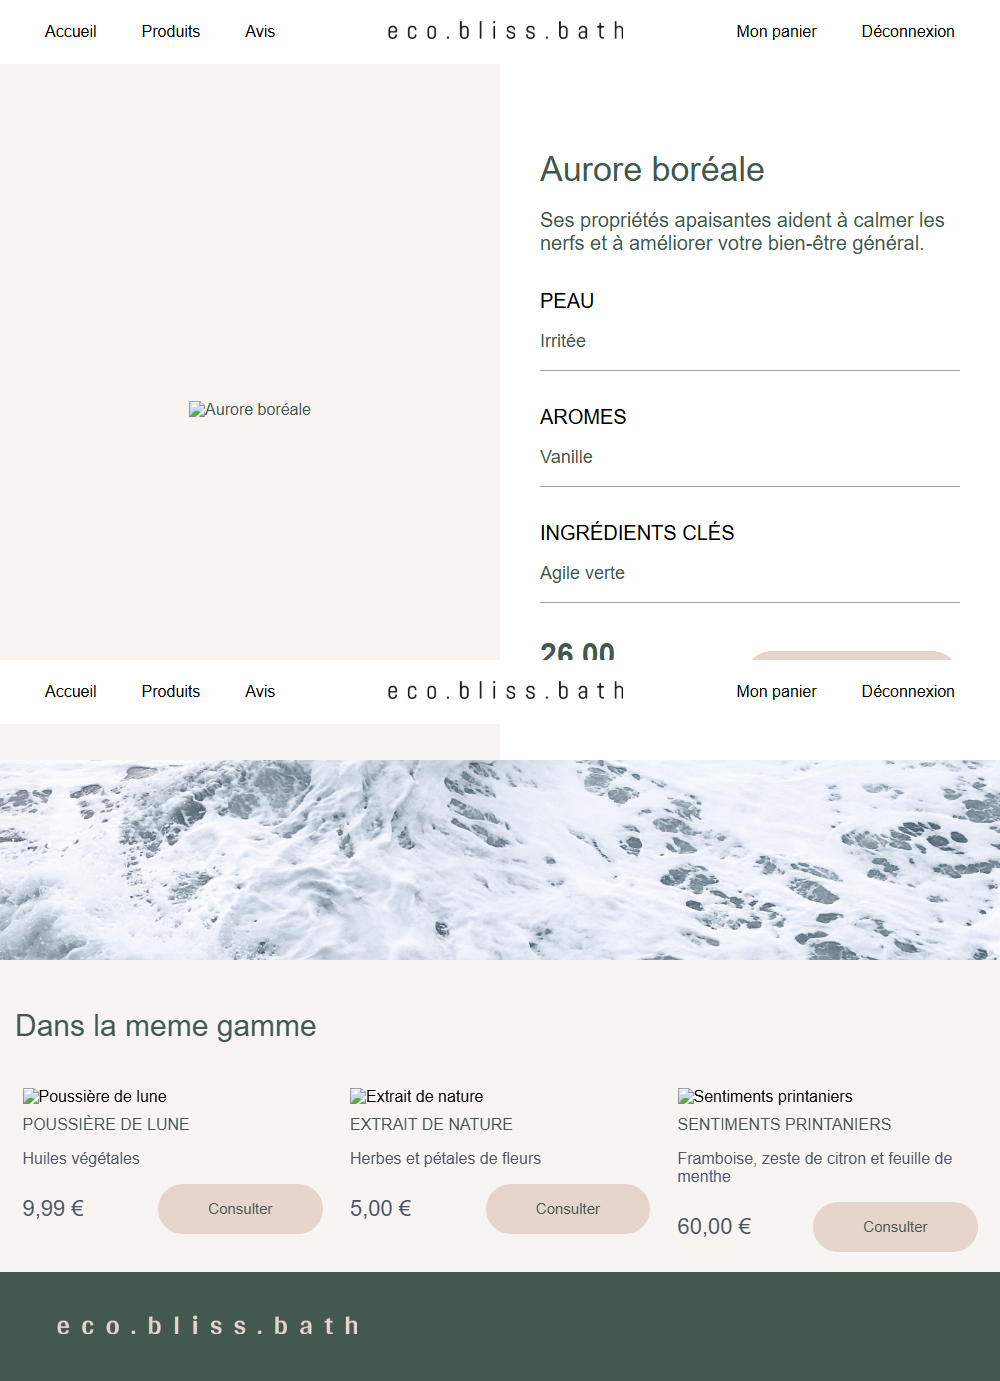 Accueil Produits Avis eco.bliss.bath Mon panier Déconnexion
Aurore boréale
Ses propriétés apaisantes aident à calmer les
nerfs et à améliorer votre bien-être général.
PEAU
Irritée
Aurore boréale
AROMES
Vanille
INGRÉDIENTS CLÉS
Agile verte
26,00
Accueil Produits Avis eco.bliss.bath Mon panier Déconnexion
Dans la meme gamme
Poussière de lune
POUSSIÈRE DE LUNE
Huiles végétales
9,99 € Consulter
Extrait de nature
EXTRAIT DE NATURE
Herbes et pétales de fleurs
5,00 € Consulter
Sentiments printaniers
SENTIMENTS PRINTANIERS
Framboise, zeste de citron et feuille de
menthe
60,00 € Consulter
eco.bliss.bath